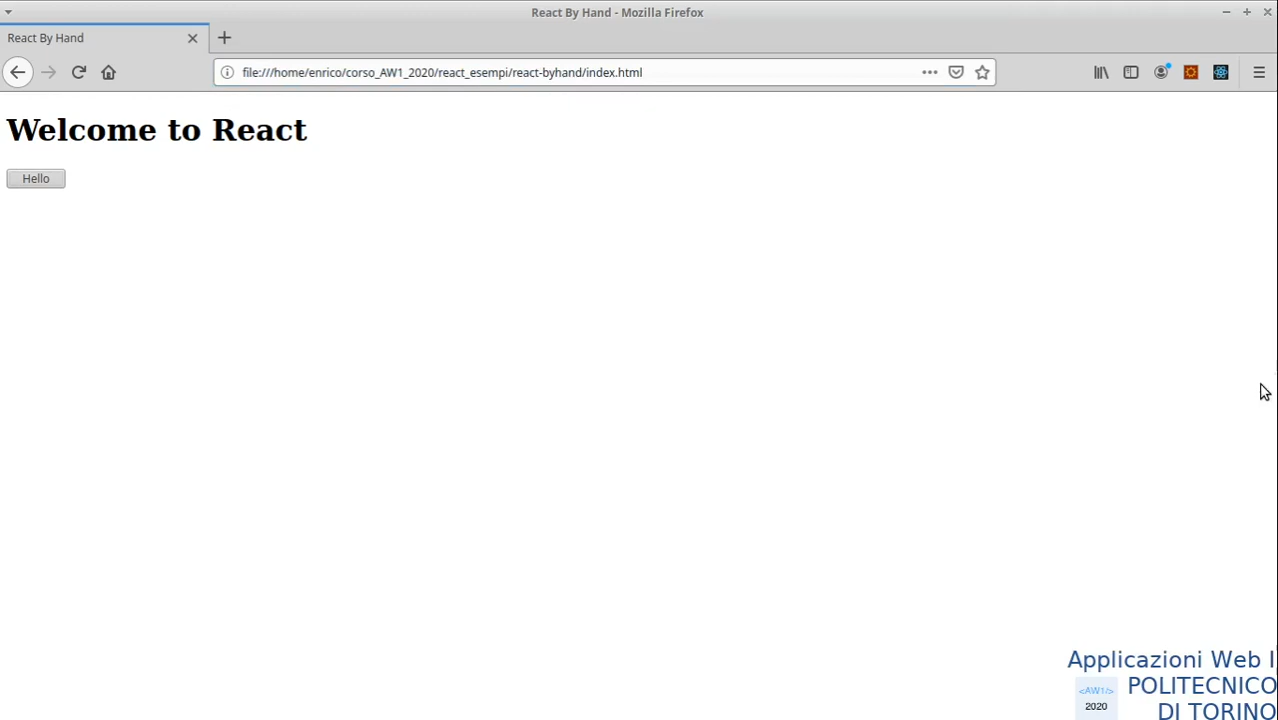 React By Hand - Mozilla Firefox
React By Hand
file:///home/enrico/corso_AW1_2020/react_esempi/react-byhand/index.html
Welcome to React
Hello
Applicazioni Web I
<AW1/>
2020
POLITECNICO
DI TORINO